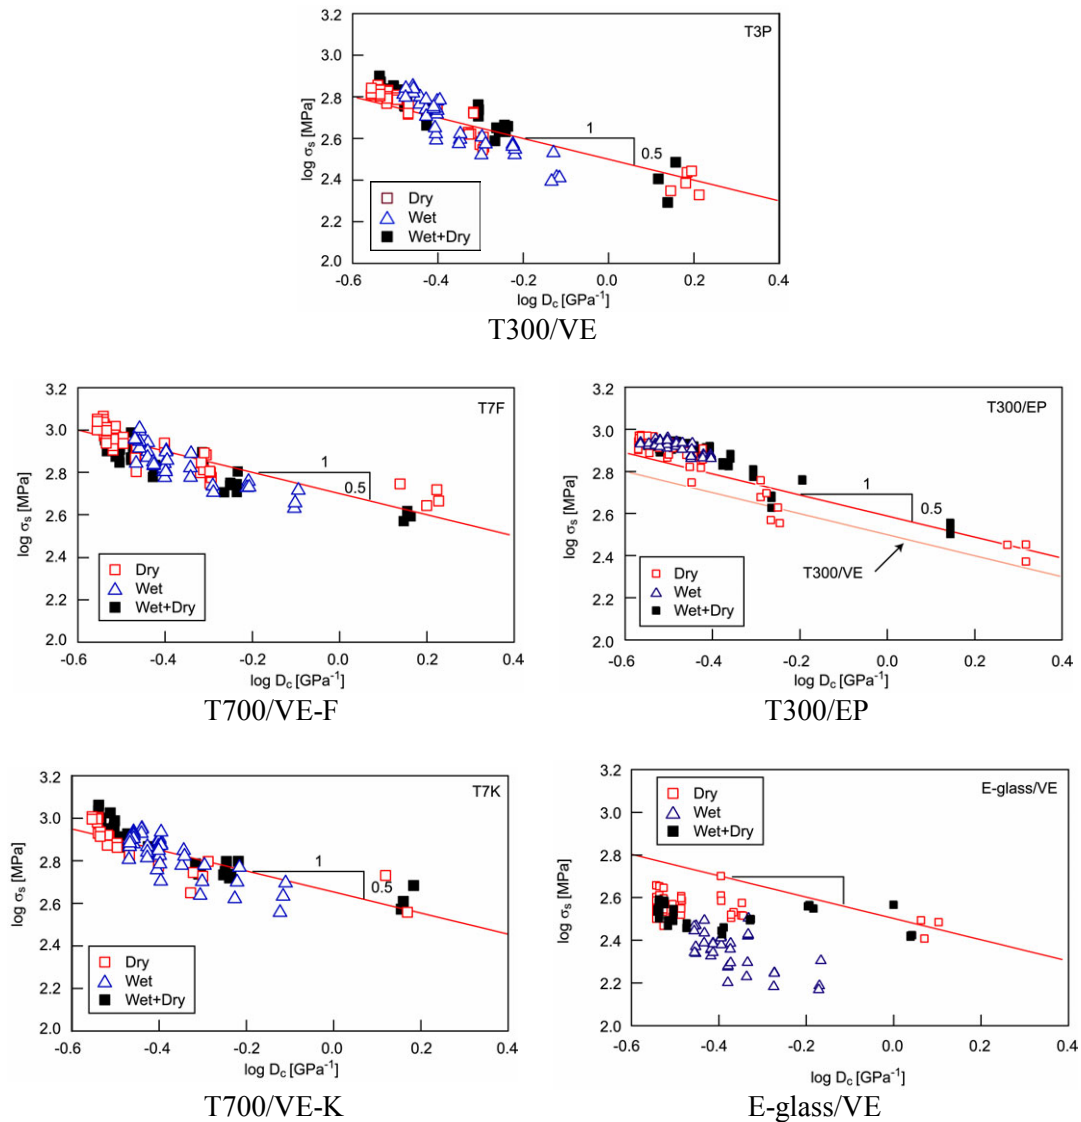 3.2
T3P
3.0
2.8
log σs [MPa]
1
2.6
0.5
2.4
Dry
Wet
Wet+Dry
2.2
2.0
-0.6
-0.4
-0.2
0.0
0.2
0.4
log Dc [GPa-1]
T300/VE
3.2
T7F
3.0
2.8
log σs [MPa]
1
0.5
2.6
2.4
Dry
Wet
Wet+Dry
2.2
2.0
-0.6
-0.4
-0.2
0.0
0.2
0.4
log Dc [GPa-1]
T700/VE-F
3.2
T300/EP
3.0
2.8
log σs [MPa]
1
0.5
2.6
T300/VE
2.4
Dry
Wet
Wet+Dry
2.2
2.0
-0.6
-0.4
-0.2
0.0
0.2
0.4
log Dc [GPa-1]
T300/EP
3.2
T7K
3.0
2.8
log σs [MPa]
1
0.5
2.6
2.4
Dry
Wet
Wet+Dry
2.2
2.0
-0.6
-0.4
-0.2
0.0
0.2
0.4
log Dc [GPa-1]
T700/VE-K
3.2
Dry
Wet
Wet+Dry
E-glass/VE
3.0
2.8
log σs [MPa]
2.6
2.4
2.2
2.0
-0.6
-0.4
-0.2
0.0
0.2
0.4
log Dc [GPa-1]
E-glass/VE